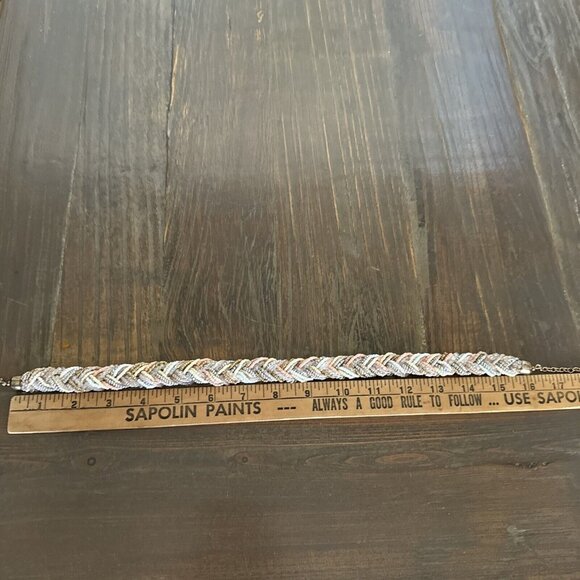 1 2 3 4 5 6 7 8 9 10 11 12 13 14 15 16
SAPOLIN PAINTS --- ALWAYS A GOOD RULE TO FOLLOW ... USE SAPOL